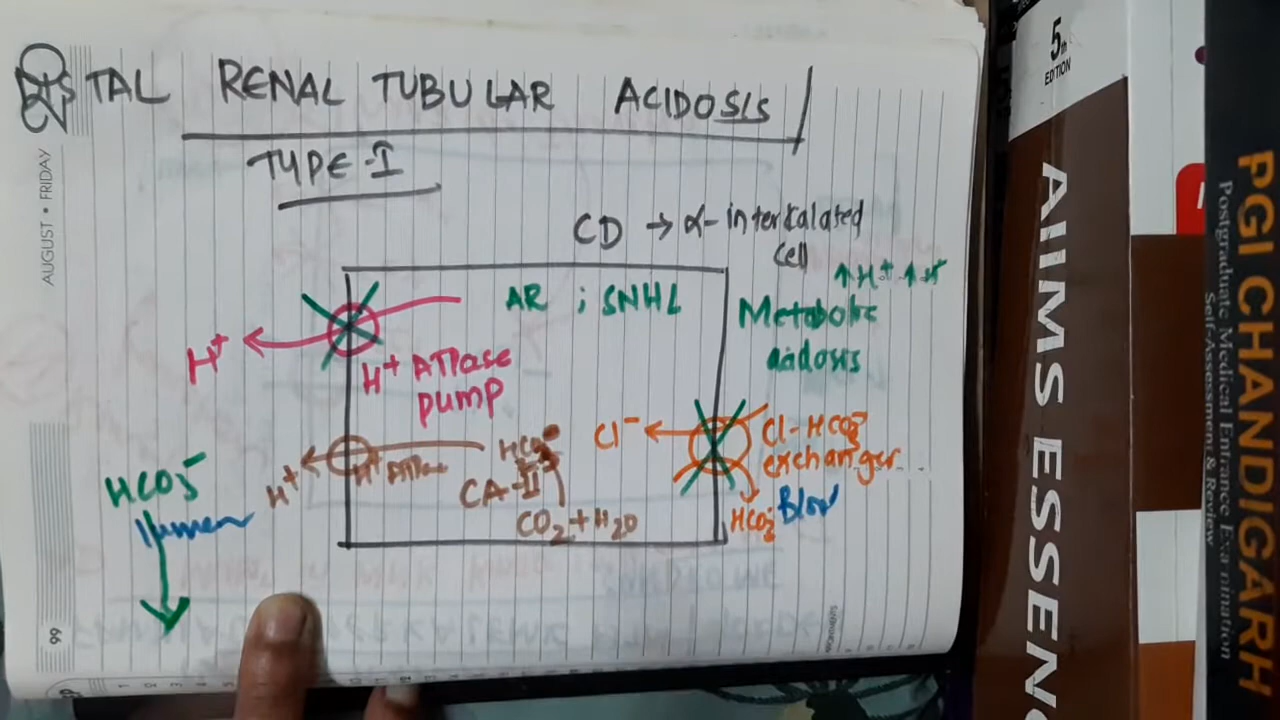 DISTAL RENAL TUBULAR ACIDOSIS
TYPE-I
CD → α-intercalated
cell
AR ; SNHL
↑H+ ↑
Metabolic
acidosis
H+
H+ ATPase
pump
Cl-
Cl-HCO3-
exchanger
HCO3-
Blood
H+
H+ ATPase
HCO3-
CA-II
CO2+H2O
HCO3-
lumen
AUGUST • FRIDAY
99
5th
EDITION
AIIMS ESSEN
PGI CHANDIGARH
Postgraduate Medical Entrance Examination
Self-Assessment & Review